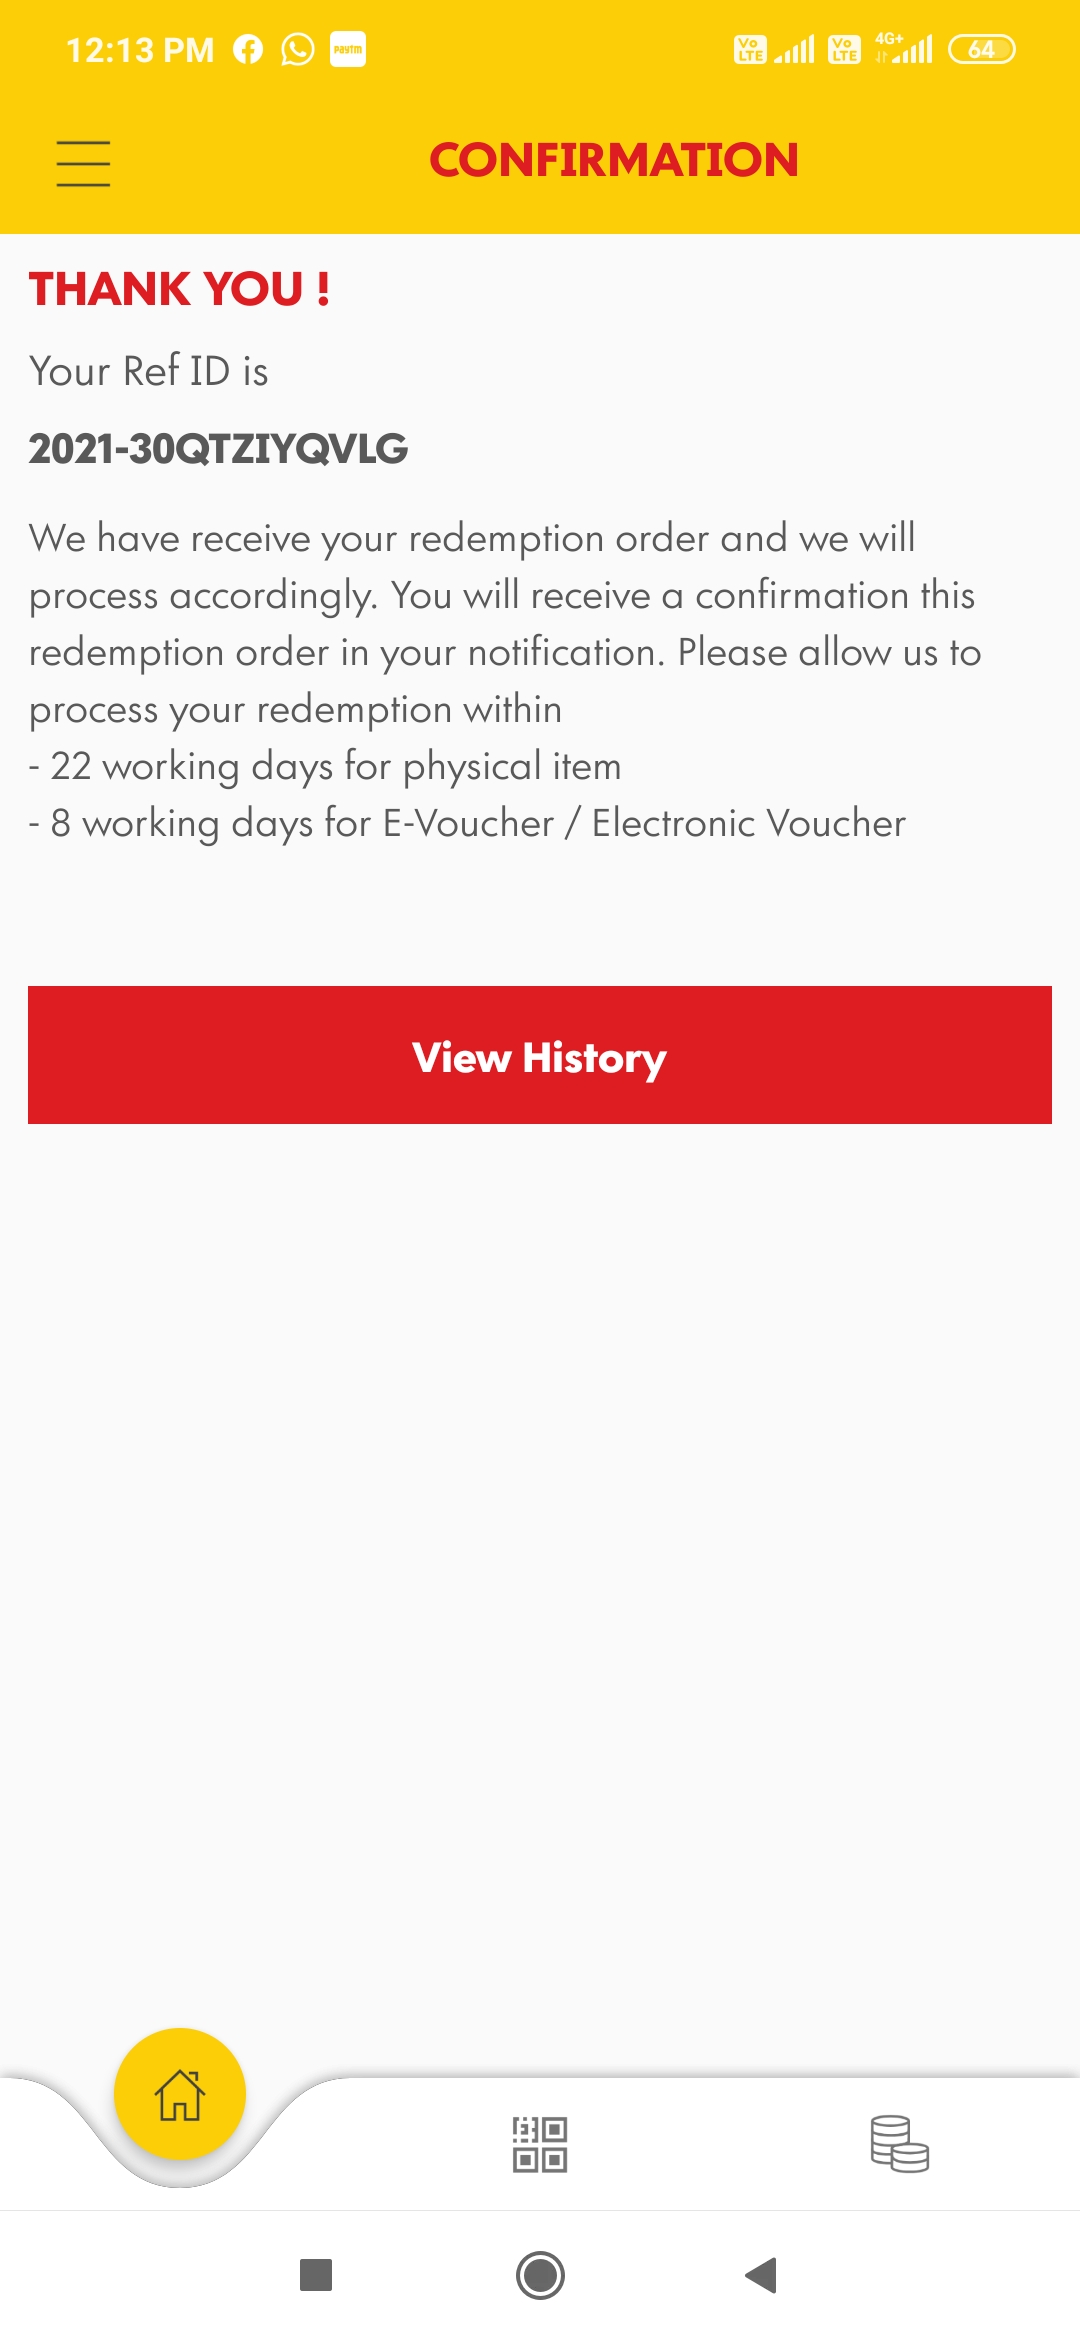 12:13 PM
Paytm
Vo LTE
Vo LTE
4G+
64
CONFIRMATION
THANK YOU !
Your Ref ID is
2021-30QTZIYQVLG
We have receive your redemption order and we will
process accordingly. You will receive a confirmation this
redemption order in your notification. Please allow us to
process your redemption within
- 22 working days for physical item
- 8 working days for E-Voucher / Electronic Voucher
View History